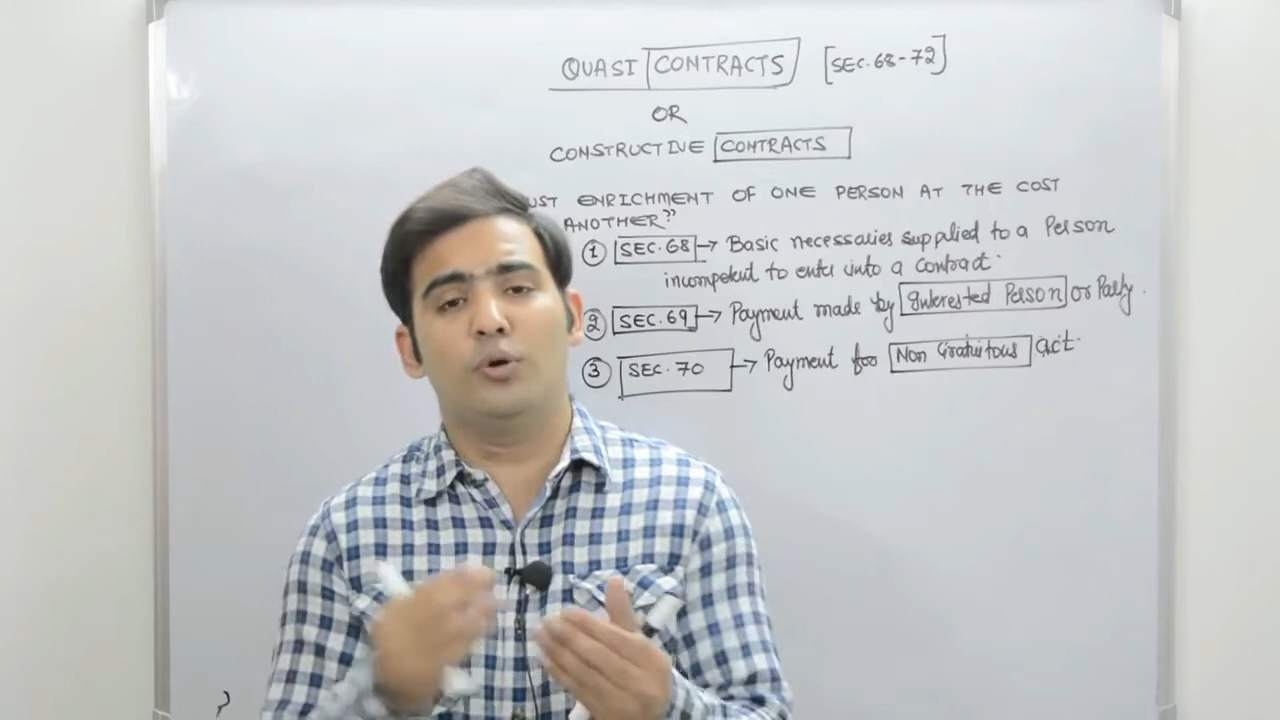 QUASI CONTRACTS [SEC.68-72]
OR
CONSTRUCTIVE CONTRACTS
UST ENRICHMENT OF ONE PERSON AT THE COST
ANOTHER"
① SEC.68 → Basic necessaries supplied to a Person
incompetent to enter into a contract.
② SEC.69 → Payment made by Interested Person or Party.
③ SEC.70 → Payment for Non Gratuitous act.